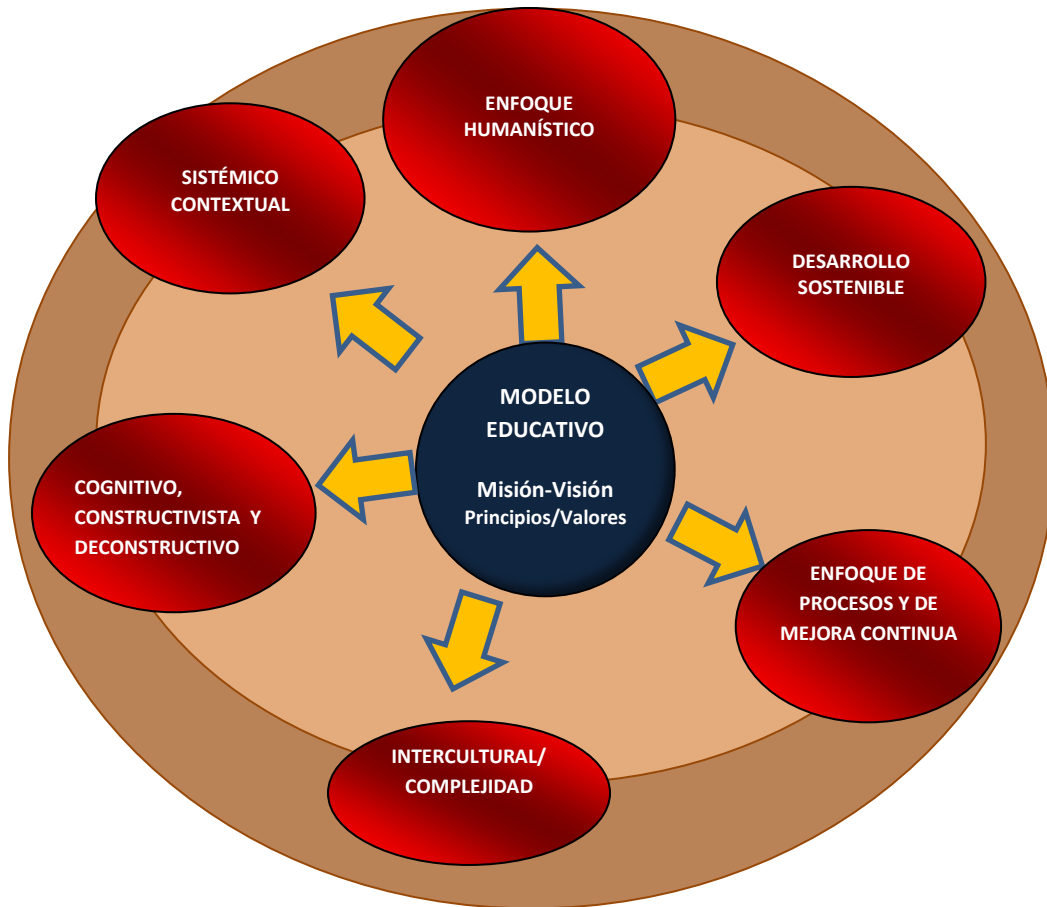 ENFOQUE
HUMANÍSTICO
SISTÉMICO
CONTEXTUAL
DESARROLLO
SOSTENIBLE
MODELO
EDUCATIVO
Misión-Visión
Principios/Valores
COGNITIVO,
CONSTRUCTIVISTA Y
DECONSTRUCTIVO
ENFOQUE DE
PROCESOS Y DE
MEJORA CONTINUA
INTERCULTURAL/
COMPLEJIDAD